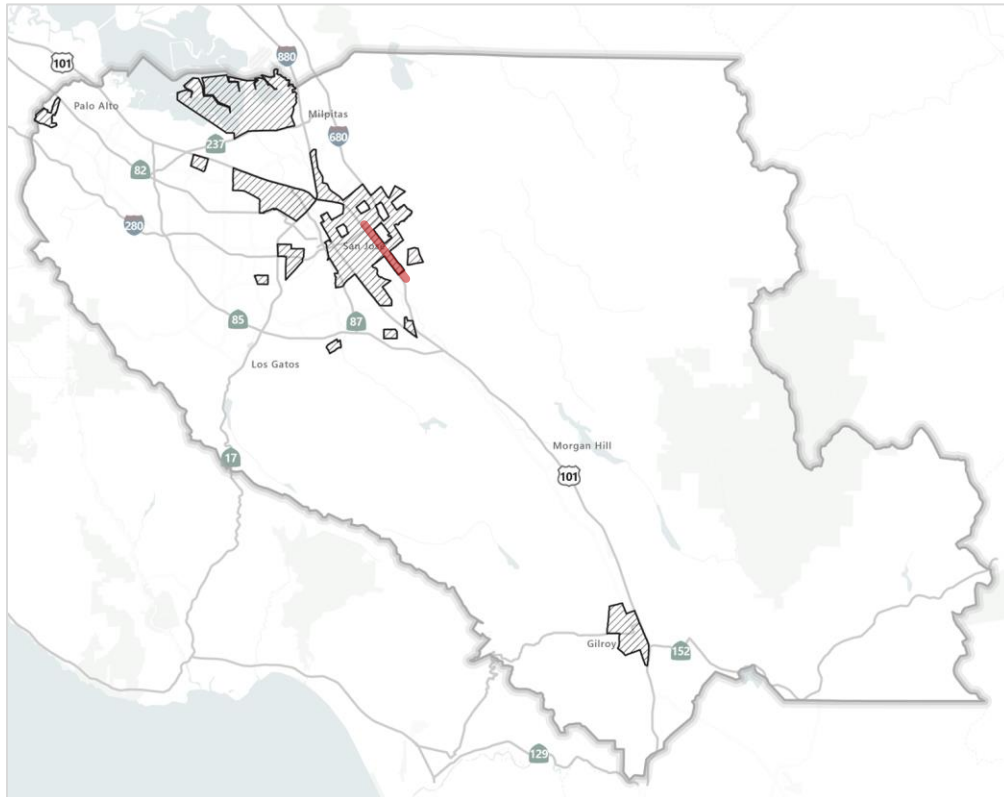 880
101
Palo Alto
Milpitas
680
237
82
280
San Jose
85
87
Los Gatos
Morgan Hill
17
101
Gilroy
152
129